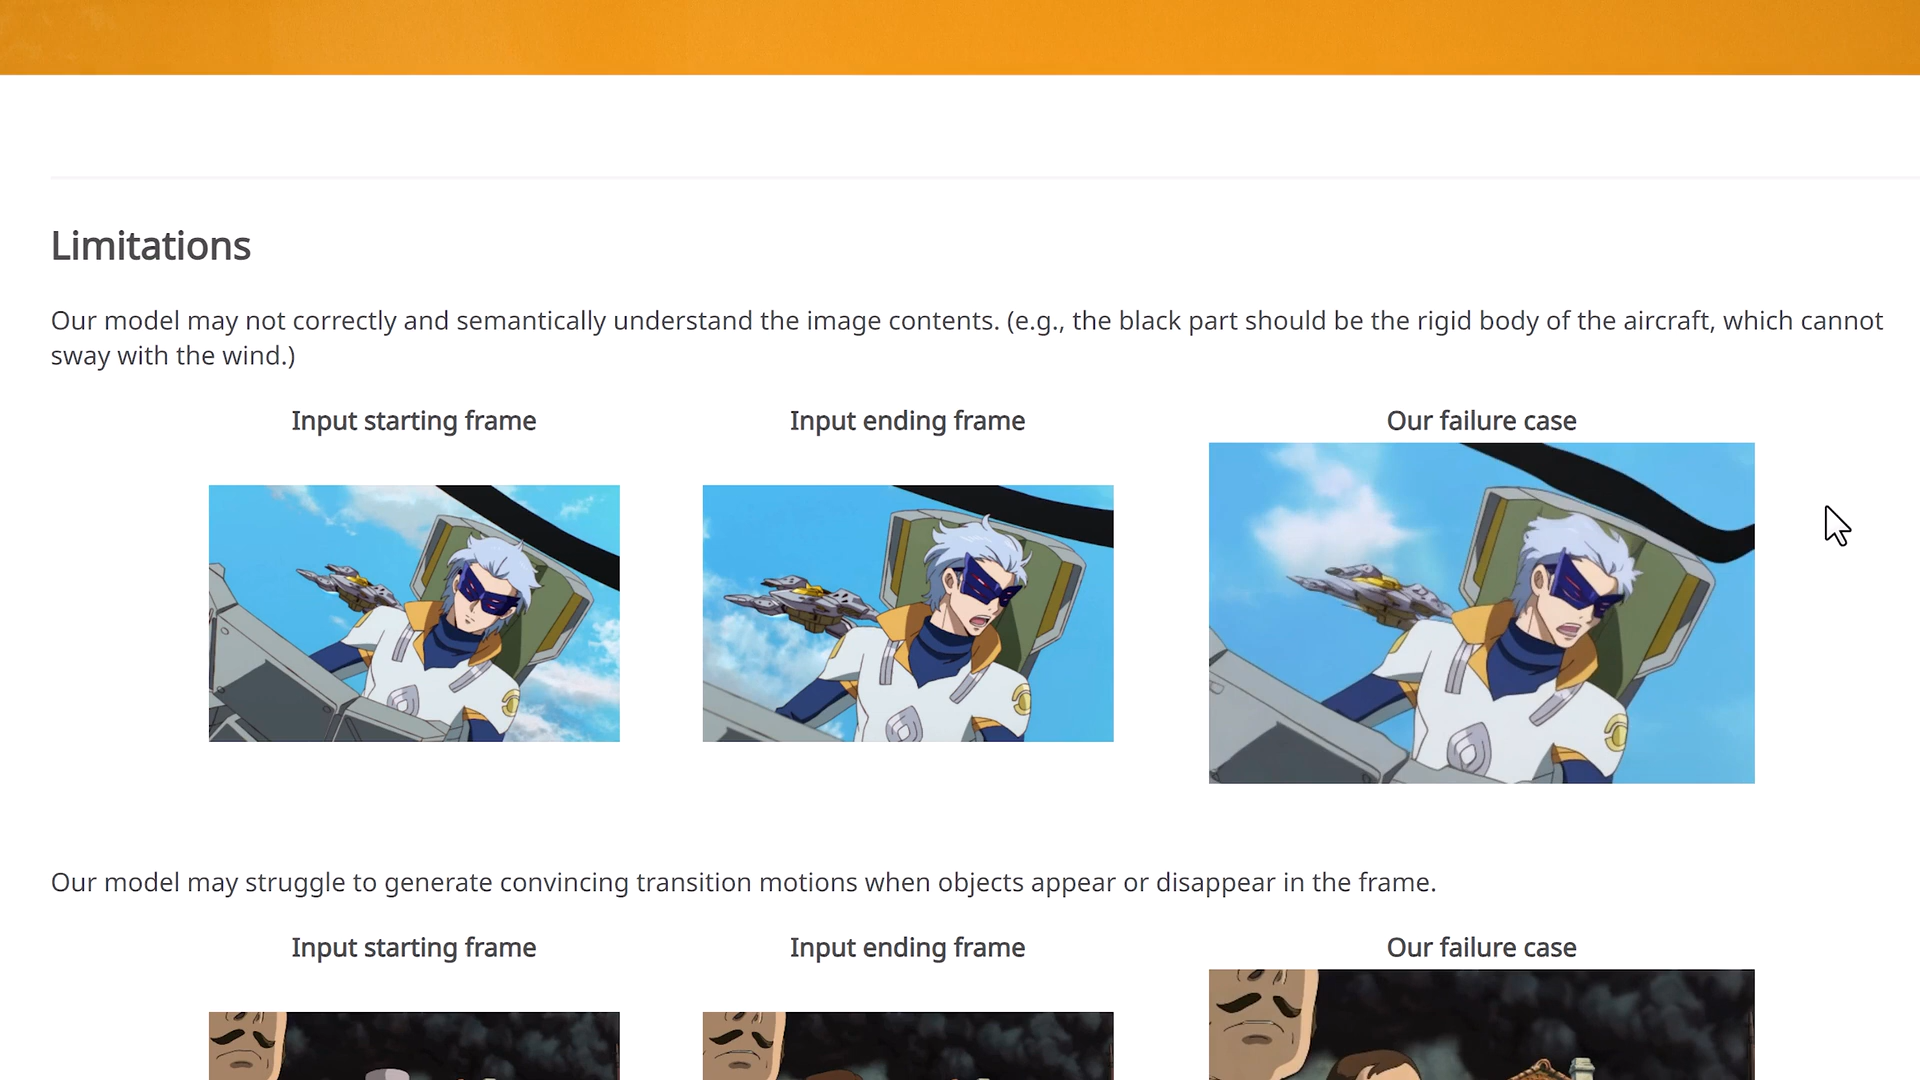 Limitations
Our model may not correctly and semantically understand the image contents. (e.g., the black part should be the rigid body of the aircraft, which cannot
sway with the wind.)
Input starting frame
Input ending frame
Our failure case
Our model may struggle to generate convincing transition motions when objects appear or disappear in the frame.
Input starting frame
Input ending frame
Our failure case